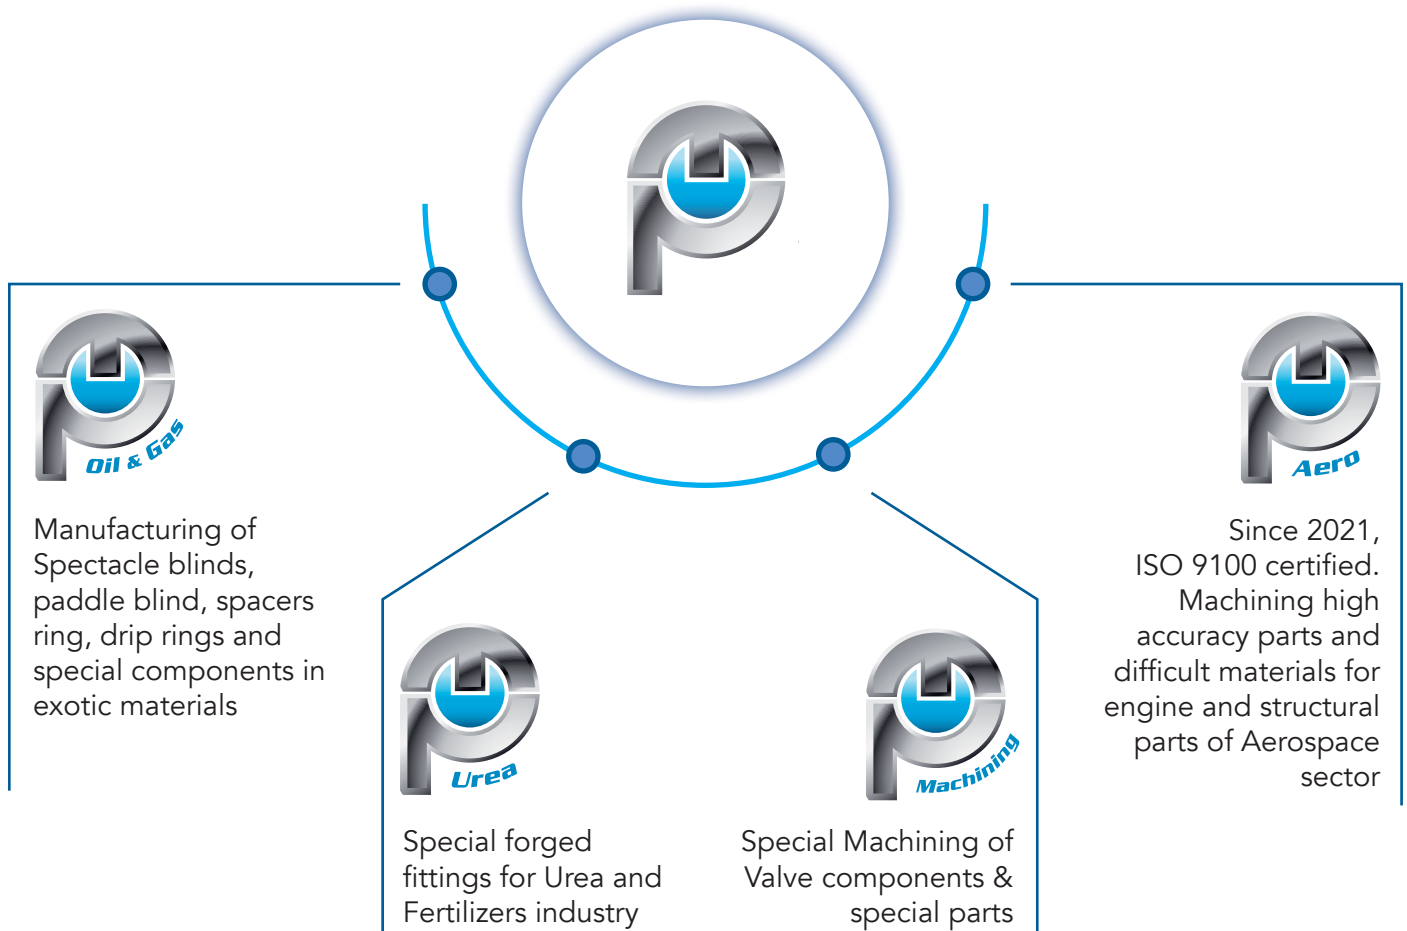 Oil & Gas
Manufacturing of
Spectacle blinds,
paddle blind, spacers
ring, drip rings and
special components in
exotic materials
Urea
Special forged
fittings for Urea and
Fertilizers industry
Machining
Special Machining of
Valve components &
special parts
Aero
Since 2021,
ISO 9100 certified.
Machining high
accuracy parts and
difficult materials for
engine and structural
parts of Aerospace
sector